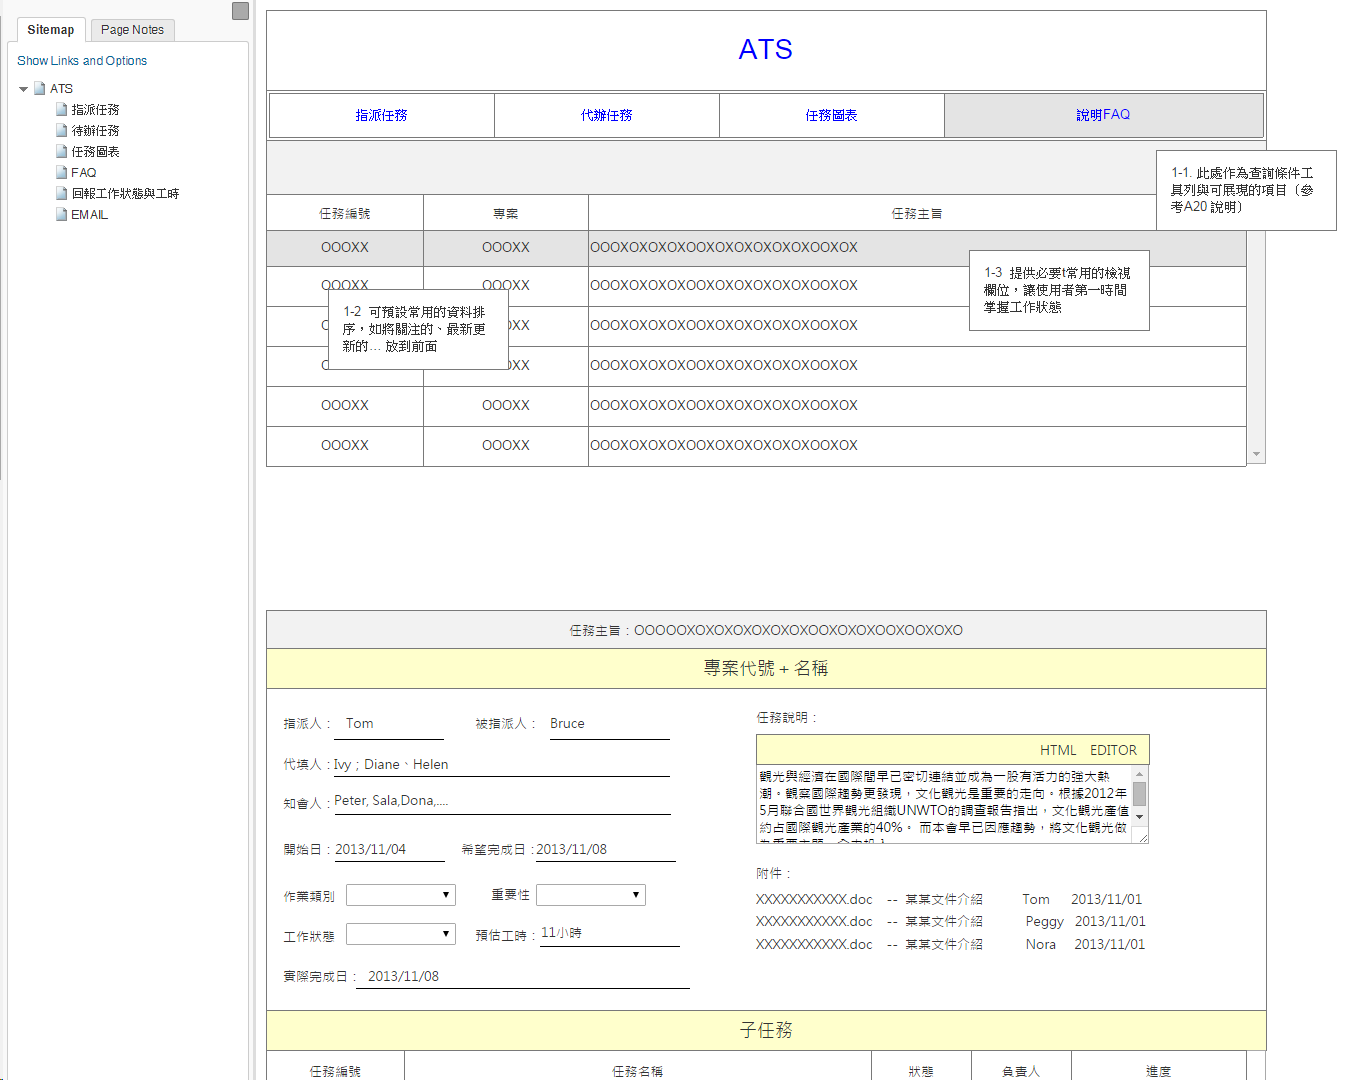 Sitemap
Page Notes
Show Links and Options
ATS
指派任務
待辦任務
任務圖表
FAQ
回報工作狀態與工時
EMAIL
ATS
指派任務
代辦任務
任務圖表
說明FAQ
1-1. 此處作為查詢條件工
具列與可展現的項目〔參
考A20 說明〕
任務編號
專案
任務主旨
OOOXX
OOOXX
OOOXOXOXOXOOXOXOXOXOXOXOOXOX
OOOXX
OOOXX
OOOXOXOXOXOOXOXOXOXOXOXOOXOX
1-3 提供必要t常用的檢視
欄位，讓使用者第一時間
掌握工作狀態
1-2 可預設常用的資料排
序，如將關注的、最新更
新的... 放到前面
OOOXOXOXOXOOXOXOXOXOXOXOOXOX
OOOXOXOXOXOOXOXOXOXOXOXOOXOX
OOOXX
OOOXX
OOOXOXOXOXOOXOXOXOXOXOXOOXOX
OOOXX
OOOXX
OOOXOXOXOXOOXOXOXOXOXOXOOXOX
任務主旨：OOOOOXOXOXOXOXOXOXOOXOXOXOOXOOXOXO
專案代號 + 名稱
指派人： Tom
被指派人： Bruce
代填人：Ivy；Diane、Helen
知會人：Peter, Sala,Dona,....
開始日：2013/11/04
希望完成日：2013/11/08
作業類別
重要性
工作狀態
預估工時：11小時
實際完成日： 2013/11/08
任務說明：
HTML EDITOR
觀光與經濟在國際間早已密切連結並成為一股有活力的強大熱
潮。觀察國際趨勢更發現，文化觀光是重要的走向。根據2012年
5月聯合國世界觀光組織UNWTO的調查報告指出，文化觀光產值
約占國際觀光產業的40%。 而本會早已因應趨勢，將文化觀光做
附件：
XXXXXXXXXXX.doc -- 某某文件介紹 Tom 2013/11/01
XXXXXXXXXXX.doc -- 某某文件介紹 Peggy 2013/11/01
XXXXXXXXXXX.doc -- 某某文件介紹 Nora 2013/11/01
子任務
任務編號
任務名稱
狀態
負責人
進度